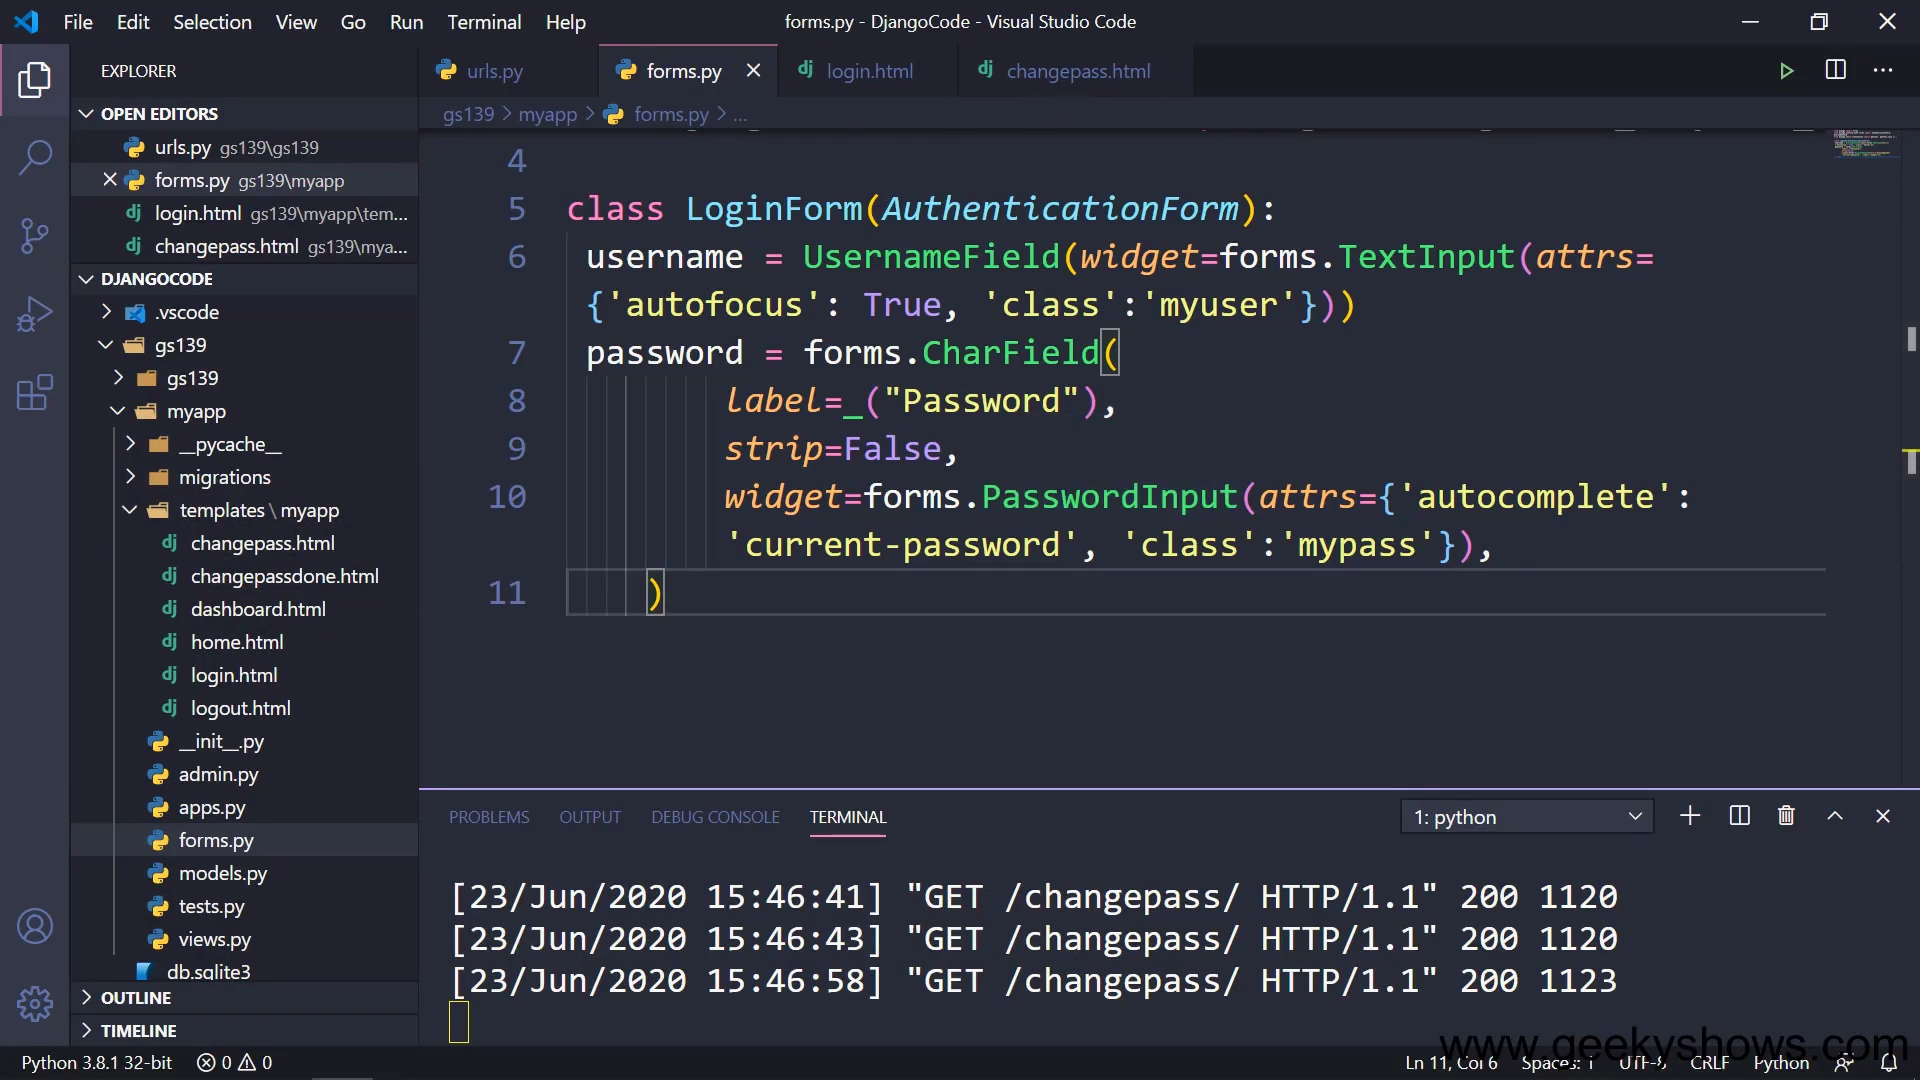 File Edit Selection View Go Run Terminal Help
forms.py - DjangoCode - Visual Studio Code
EXPLORER
OPEN EDITORS
urls.py gs139\gs139
forms.py gs139\myapp
login.html gs139\myapp\tem...
changepass.html gs139\mya...
DJANGOCODE
.vscode
gs139
gs139
myapp
__pycache__
migrations
templates \ myapp
changepass.html
changepassdone.html
dashboard.html
home.html
login.html
logout.html
__init__.py
admin.py
apps.py
forms.py
models.py
tests.py
views.py
db.sqlite3
OUTLINE
TIMELINE
urls.py
forms.py
login.html
changepass.html
gs139 > myapp > forms.py > ...
4
5 class LoginForm(AuthenticationForm):
6 username = UsernameField(widget=forms.TextInput(attrs=
{'autofocus': True, 'class':'myuser'}))
7 password = forms.CharField(
8 label=_("Password"),
9 strip=False,
10 widget=forms.PasswordInput(attrs={'autocomplete':
'current-password', 'class':'mypass'}),
11 )
PROBLEMS OUTPUT DEBUG CONSOLE TERMINAL
1: python
[23/Jun/2020 15:46:41] "GET /changepass/ HTTP/1.1" 200 1120
[23/Jun/2020 15:46:43] "GET /changepass/ HTTP/1.1" 200 1120
[23/Jun/2020 15:46:58] "GET /changepass/ HTTP/1.1" 200 1123
www.geekyshows.com
Python 3.8.1 32-bit 0 0
Ln 11, Col 6 Spaces: 1 UTF-8 CRLF Python